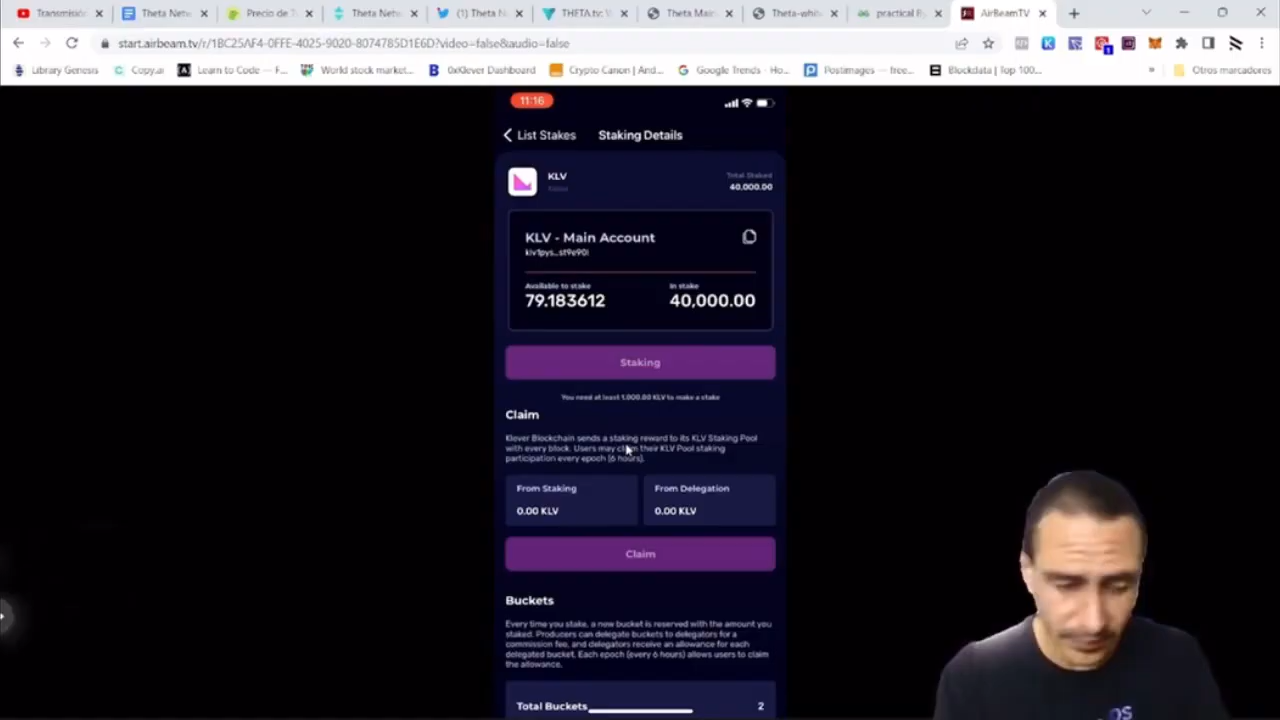 Transmisión
Theta Netw
Precio de T
Theta Netw
(1) Theta N
THETA.tic V
Theta Main
Theta-whit
practical By
AirBeamTV
start.airbeam.tv/r/1BC25AF4-0FFE-4025-9020-8074785D1E6D?video=false&audio=false
Library Genesis
Copy.ai
Learn to Code — F...
World stock market...
0xKlever Dashboard
Crypto Canon | And...
Google Trends - Ho...
Postimages — free...
Blockdata | Top 100...
»
Otros marcadores
11:16
List Stakes
Staking Details
KLV
Total Staked
40,000.00
KLV - Main Account
Available to stake
In stake
79.183612
40,000.00
Staking
You need at least 1,000.00 KLV to make a stake
Claim
Klever Blockchain sends a staking reward to its KLV Staking Pool
with every block. Users may claim their KLV Pool staking
participation every epoch (6 hours).
From Staking
From Delegation
0.00 KLV
0.00 KLV
Claim
Buckets
Every time you stake, a new bucket is reserved with the amount you
staked. Producers can delegate buckets to delegators for a
commission fee, and delegators receive an allowance for each
delegated bucket. Each epoch (every 6 hours) allows users to claim
the allowance.
Total Buckets
2